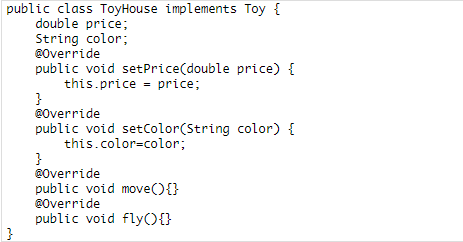 public class ToyHouse implements Toy {
    double price;
    String color;
    @Override
    public void setPrice(double price) {
        this.price = price;
    }
    @Override
    public void setColor(String color) {
        this.color=color;
    }
    @Override
    public void move(){}
    @Override
    public void fly(){}
}